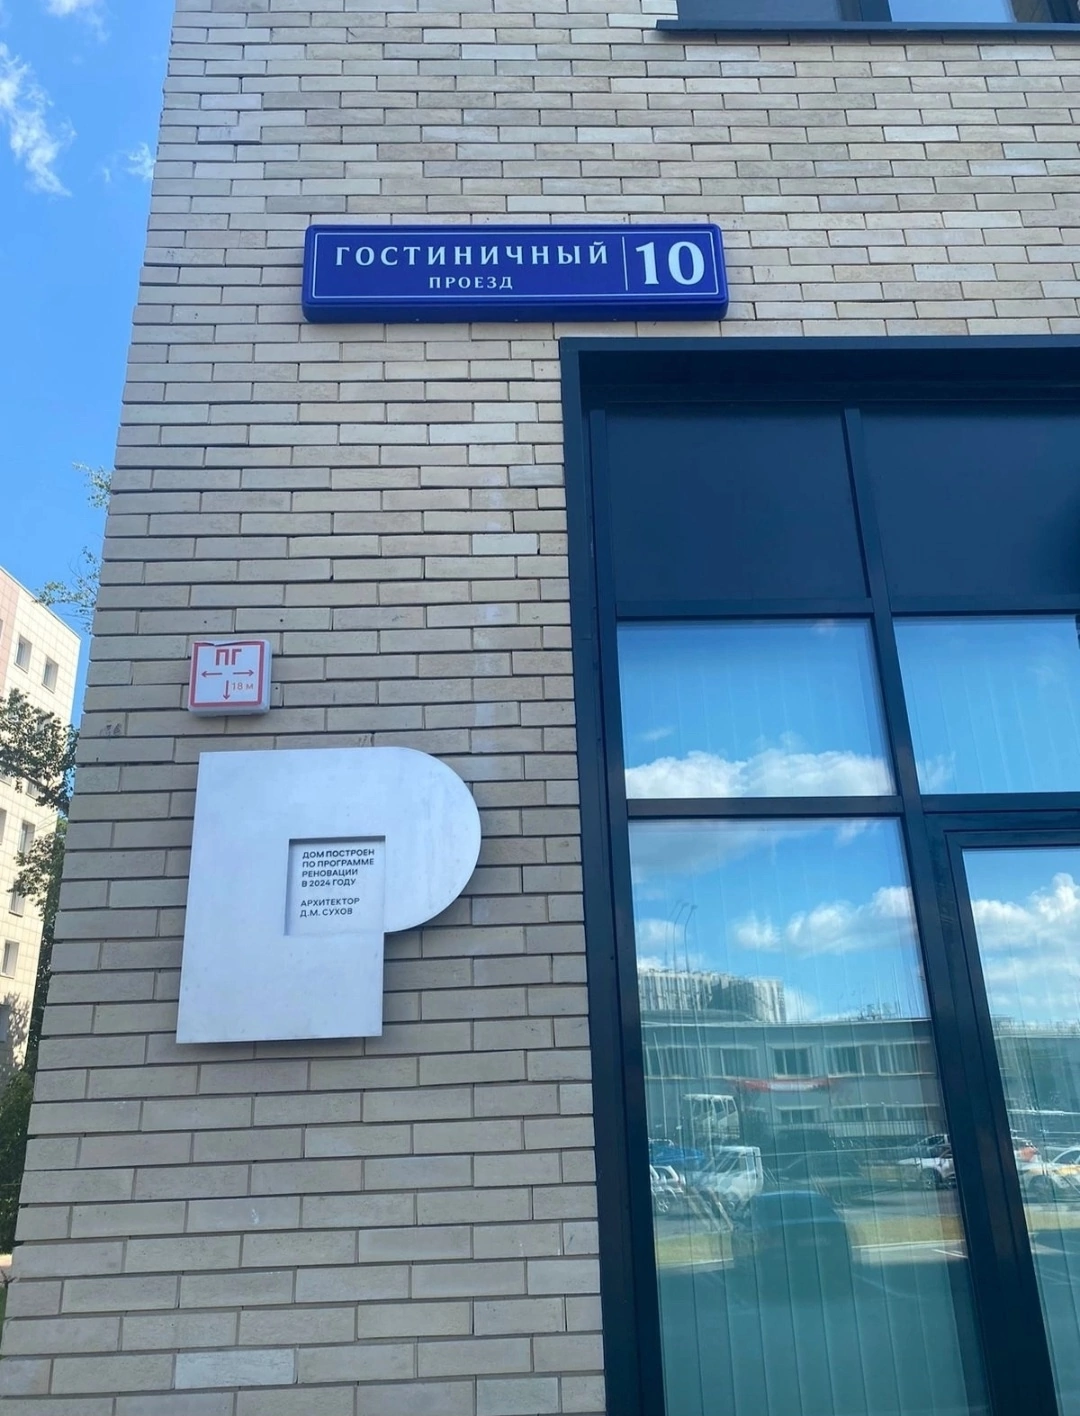 ГОСТИНИЧНЫЙ 10
ПРОЕЗД
ПГ
18 м
Р
ДОМ ПОСТРОЕН
ПО ПРОГРАММЕ
РЕНОВАЦИИ
В 2024 ГОДУ
АРХИТЕКТОР
Д.М. СУХОВ